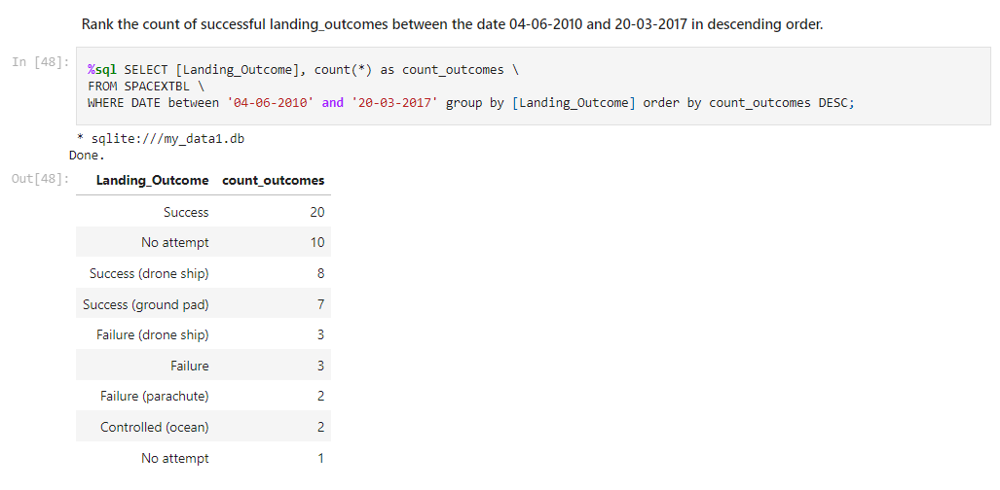 Rank the count of successful landing_outcomes between the date 04-06-2010 and 20-03-2017 in descending order.
In [48]: %sql SELECT [Landing_Outcome], count(*) as count_outcomes \
FROM SPACEXTBL \
WHERE DATE between '04-06-2010' and '20-03-2017' group by [Landing_Outcome] order by count_outcomes DESC;
* sqlite:///my_data1.db
Done.
Out[48]: Landing_Outcome count_outcomes
Success 20
No attempt 10
Success (drone ship) 8
Success (ground pad) 7
Failure (drone ship) 3
Failure 3
Failure (parachute) 2
Controlled (ocean) 2
No attempt 1